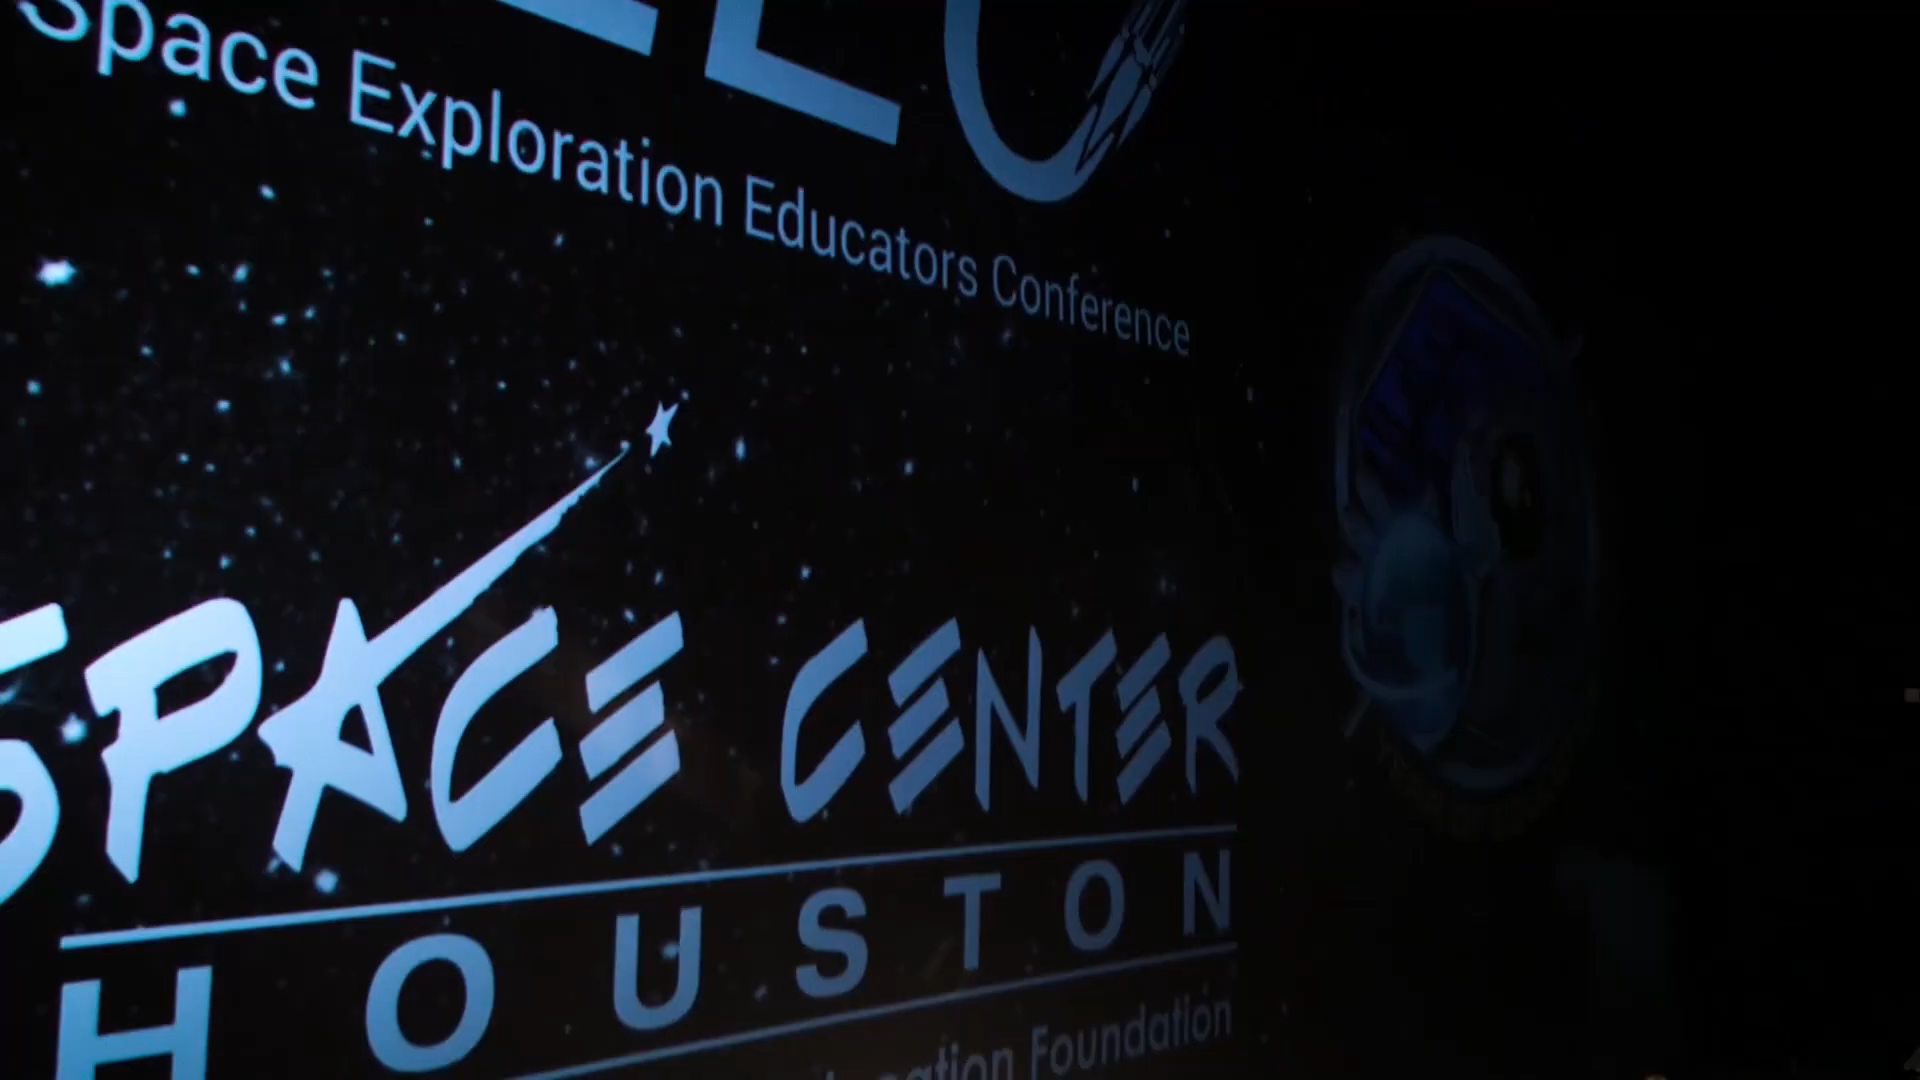 Space Exploration Educators Conference
SPACE CENTER
HOUSTON
Foundation